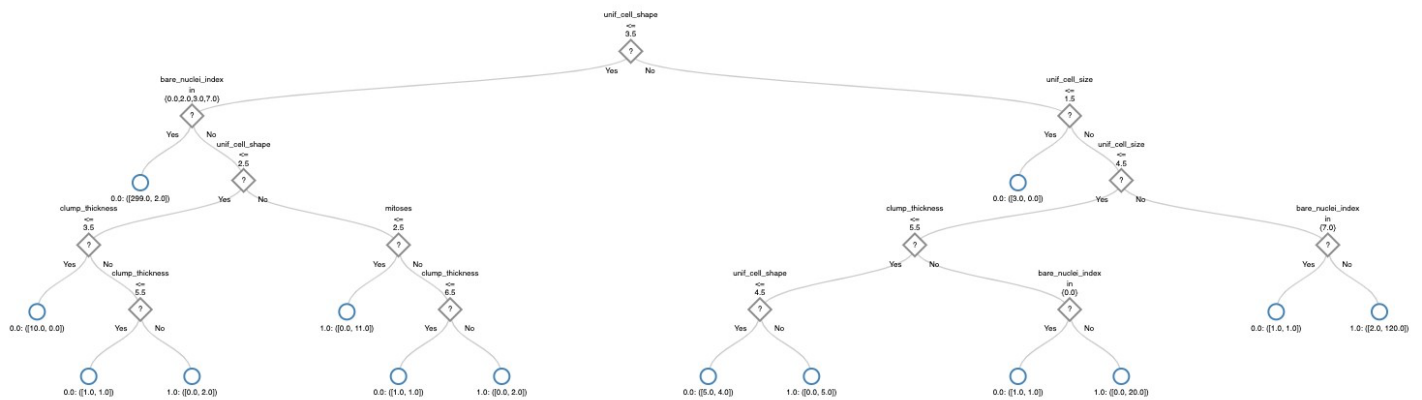 unif_cell_shape
<=
3.5
?
Yes No
bare_nuclei_index
in
{0.0,2.0,3.0,7.0}
?
Yes No
unif_cell_size
<=
1.5
?
Yes No
unif_cell_shape
<=
2.5
?
Yes No
0.0: ([299.0, 2.0])
unif_cell_size
<=
4.5
?
Yes No
0.0: ([3.0, 0.0])
clump_thickness
<=
3.5
?
Yes No
mitoses
<=
2.5
?
Yes No
clump_thickness
<=
5.5
?
Yes No
bare_nuclei_index
in
{7.0}
?
Yes No
clump_thickness
<=
5.5
?
Yes No
clump_thickness
<=
6.5
?
Yes No
unif_cell_shape
<=
4.5
?
Yes No
bare_nuclei_index
in
{0.0}
?
Yes No
0.0: ([10.0, 0.0])
1.0: ([0.0, 11.0])
0.0: ([1.0, 1.0])
1.0: ([2.0, 120.0])
0.0: ([1.0, 1.0])
1.0: ([0.0, 2.0])
0.0: ([1.0, 1.0])
1.0: ([0.0, 2.0])
0.0: ([5.0, 4.0])
1.0: ([0.0, 5.0])
0.0: ([1.0, 1.0])
1.0: ([0.0, 20.0])